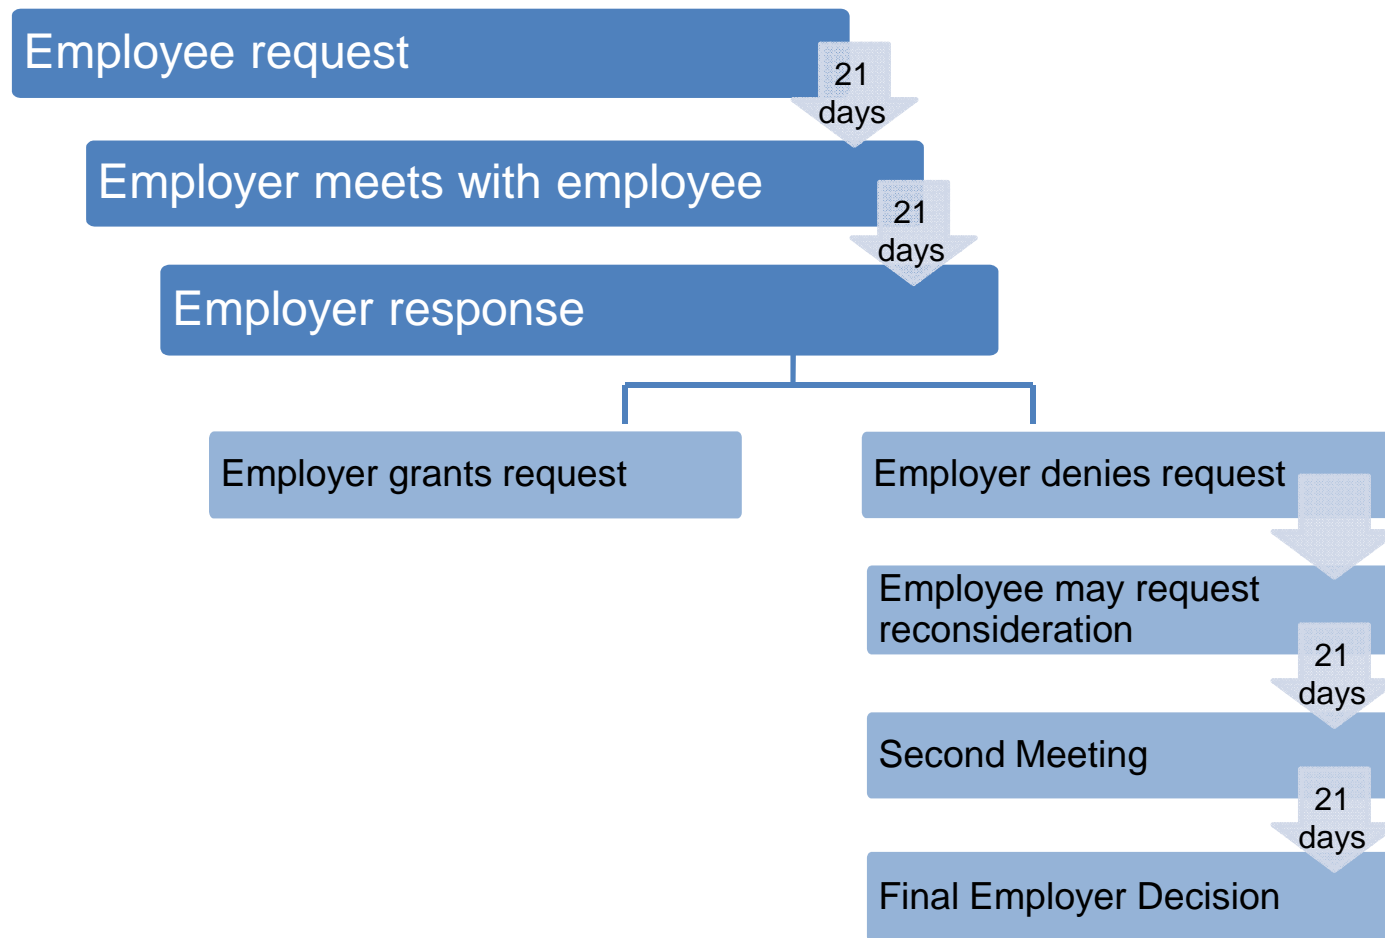 Employee request
21
days
Employer meets with employee
21
days
Employer response
Employer grants request
Employer denies request
Employee may request
reconsideration
21
days
Second Meeting
21
days
Final Employer Decision